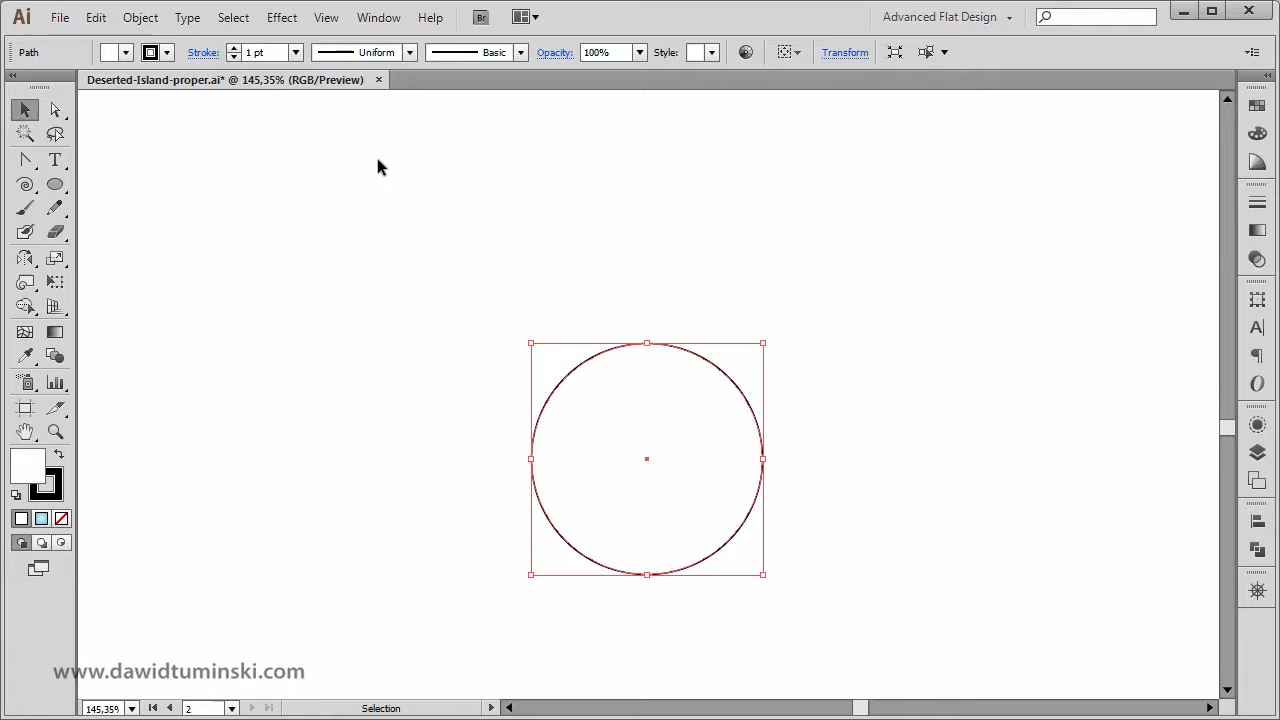 Ai File Edit Object Type Select Effect View Window Help Br Advanced Flat Design
Path Stroke: 1 pt Uniform Basic Opacity: 100% Style: Transform
Deserted-Island-proper.ai* @ 145,35% (RGB/Preview)
www.dawidtuminski.com
145,35% 2 Selection